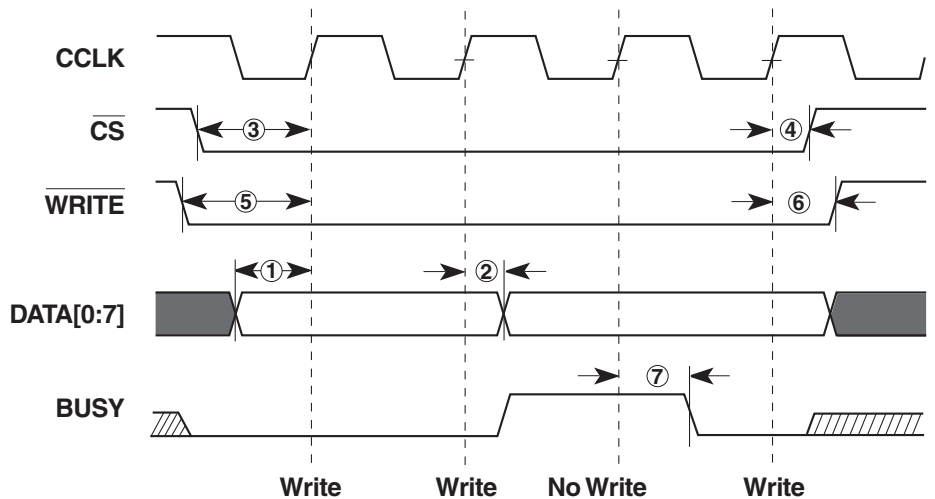 CCLK
CS
③ ④
WRITE
⑤ ⑥
① ②
DATA[0:7]
⑦
BUSY
Write Write No Write Write